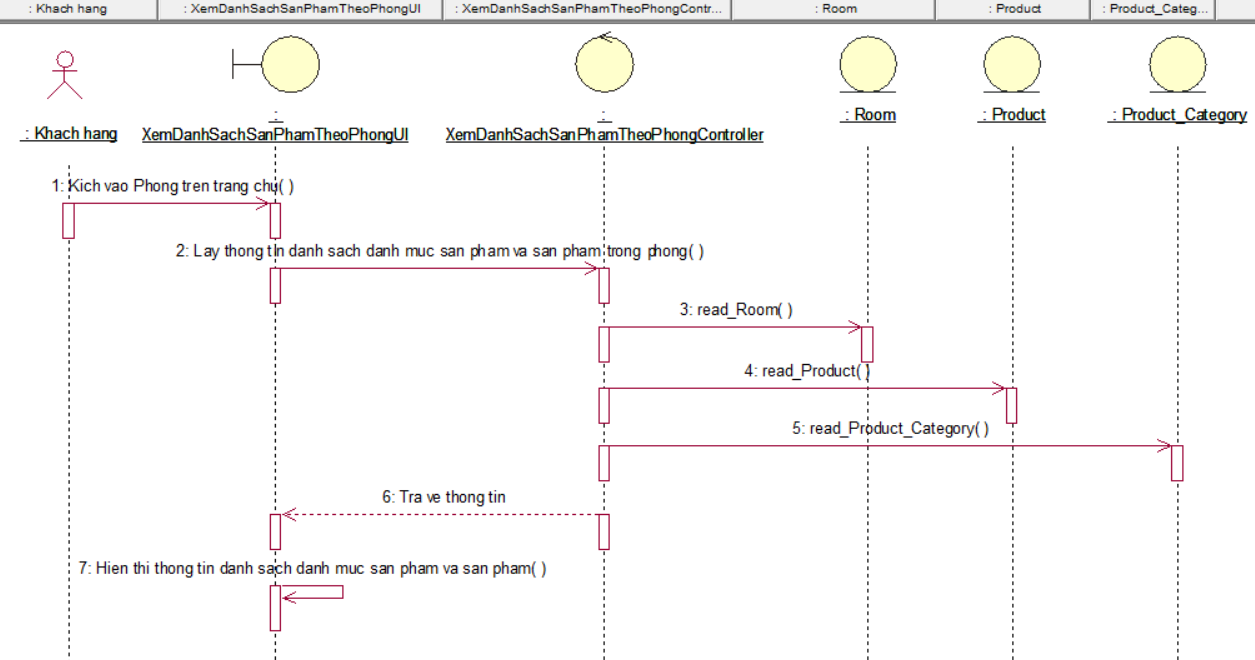 : Khach hang
: XemDanhSachSanPhamTheoPhongUI
: XemDanhSachSanPhamTheoPhongContr...
: Room
: Product
: Product_Categ...
: Khach hang
:
XemDanhSachSanPhamTheoPhongUI
:
XemDanhSachSanPhamTheoPhongController
: Room
: Product
: Product_Category
1: Kich vao Phong tren trang chu( )
2: Lay thong tin danh sach danh muc san pham va san pham trong phong( )
3: read_Room( )
4: read_Product( )
5: read_Product_Category( )
6: Tra ve thong tin
7: Hien thi thong tin danh sach danh muc san pham va san pham( )